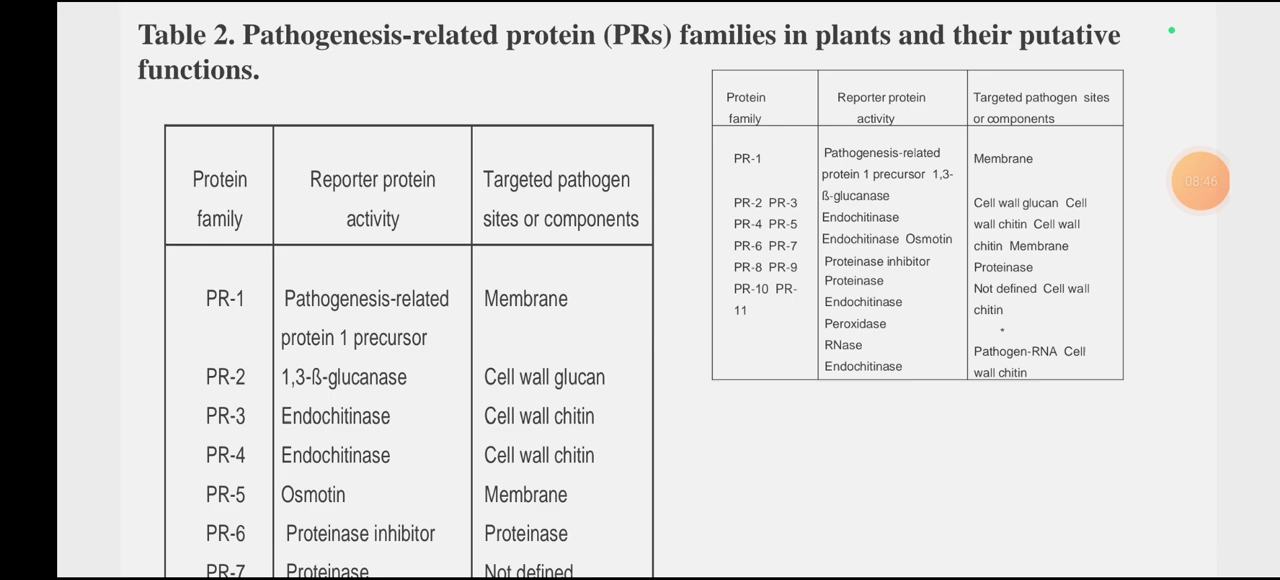 Table 2. Pathogenesis-related protein (PRs) families in plants and their putative
functions.
Protein Reporter protein Targeted pathogen
family activity sites or components
PR-1 Pathogenesis-related Membrane
protein 1 precursor
PR-2 1,3-ß-glucanase Cell wall glucan
PR-3 Endochitinase Cell wall chitin
PR-4 Endochitinase Cell wall chitin
PR-5 Osmotin Membrane
PR-6 Proteinase inhibitor Proteinase
PR-7 Proteinase Not defined
Protein Reporter protein Targeted pathogen sites
family activity or components
PR-1 Pathogenesis-related Membrane
protein 1 precursor 1,3-
ß-glucanase
PR-2 PR-3 Cell wall glucan Cell
Endochitinase
PR-4 PR-5 wall chitin Cell wall
Endochitinase Osmotin
PR-6 PR-7 chitin Membrane
Proteinase inhibitor
PR-8 PR-9 Proteinase
Proteinase
PR-10 PR- Not defined Cell wall
Endochitinase
11 chitin
Peroxidase
*
RNase
Pathogen-RNA Cell
Endochitinase
wall chitin
08:46